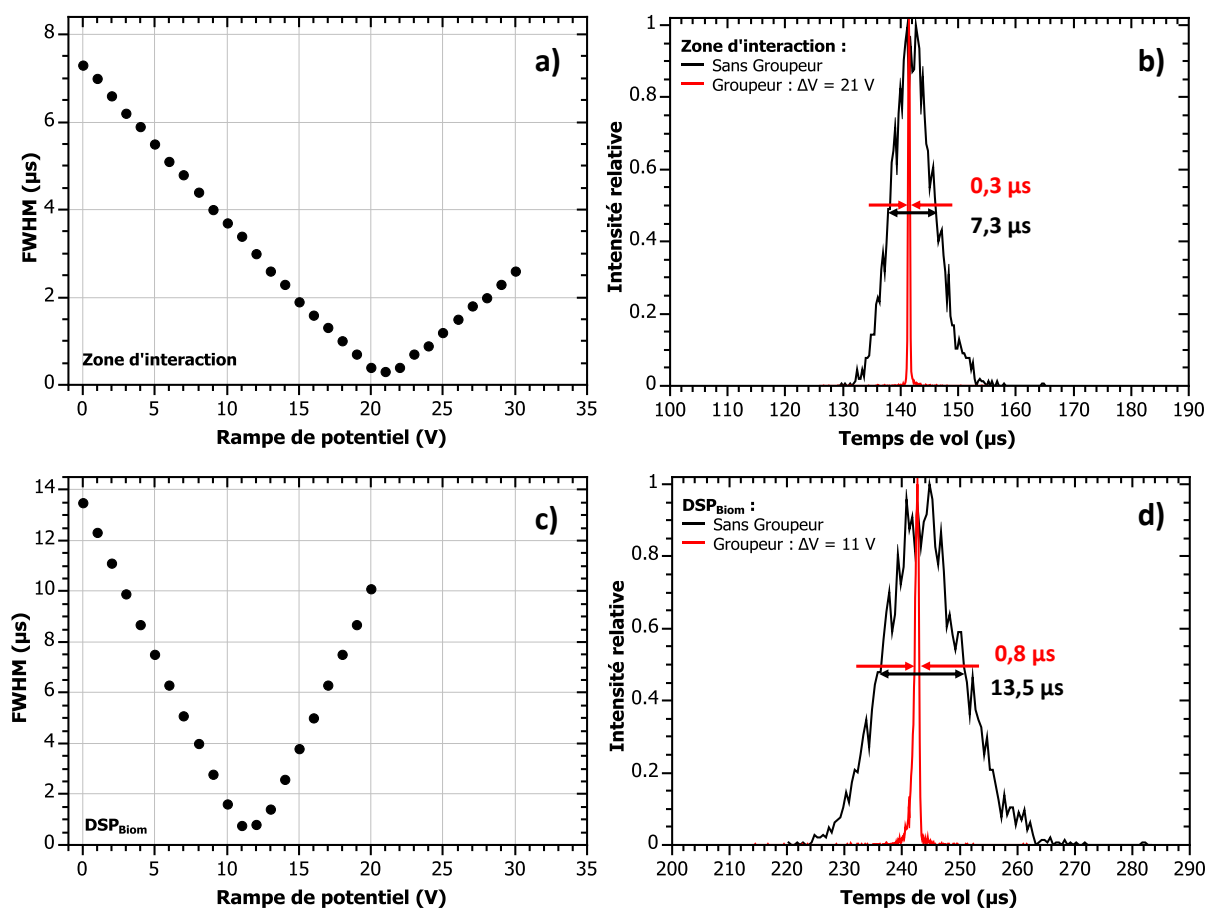 a)
FWHM (µs)
8
6
4
2
0
Zone d'interaction
0 5 10 15 20 25 30 35
Rampe de potentiel (V)
b)
Zone d'interaction :
Sans Groupeur
Groupeur : ΔV = 21 V
Intensité relative
1
0.8
0.6
0.4
0.2
0
0,3 µs
7,3 µs
100 110 120 130 140 150 160 170 180 190
Temps de vol (µs)
c)
FWHM (µs)
14
12
10
8
6
4
2
0
DSPBiom
0 5 10 15 20 25 30 35
Rampe de potentiel (V)
d)
DSPBiom :
Sans Groupeur
Groupeur : ΔV = 11 V
Intensité relative
1
0.8
0.6
0.4
0.2
0
0,8 µs
13,5 µs
200 210 220 230 240 250 260 270 280 290
Temps de vol (µs)